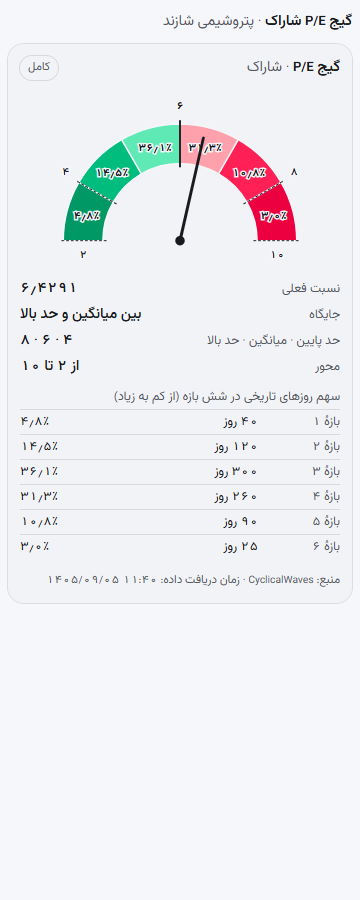 گیج P/E شاراک · پتروشیمی شازند
گیج P/E · شاراک
کامل
۶
۳۶٫۱٪
۳۱٫۳٪
۱۴٫۵٪
۱۰٫۸٪
۴
۸
۴٫۸٪
۳٫۰٪
۲
۱۰
نسبت فعلی ۶٫۴۲۹۱
جایگاه بین میانگین و حد بالا
حد پایین · میانگین · حد بالا ۴ · ۶ · ۸
محور از ۲ تا ۱۰
سهم روزهای تاریخی در شش بازه (از کم به زیاد)
بازهٔ ۱ ۴۰ روز ۴٫۸٪
بازهٔ ۲ ۱۲۰ روز ۱۴٫۵٪
بازهٔ ۳ ۳۰۰ روز ۳۶٫۱٪
بازهٔ ۴ ۲۶۰ روز ۳۱٫۳٪
بازهٔ ۵ ۹۰ روز ۱۰٫۸٪
بازهٔ ۶ ۲۵ روز ۳٫۰٪
منبع: CyclicalWaves · زمان دریافت داده: ۱۴۰۵/۰۹/۰۵ ۱۱:۴۰